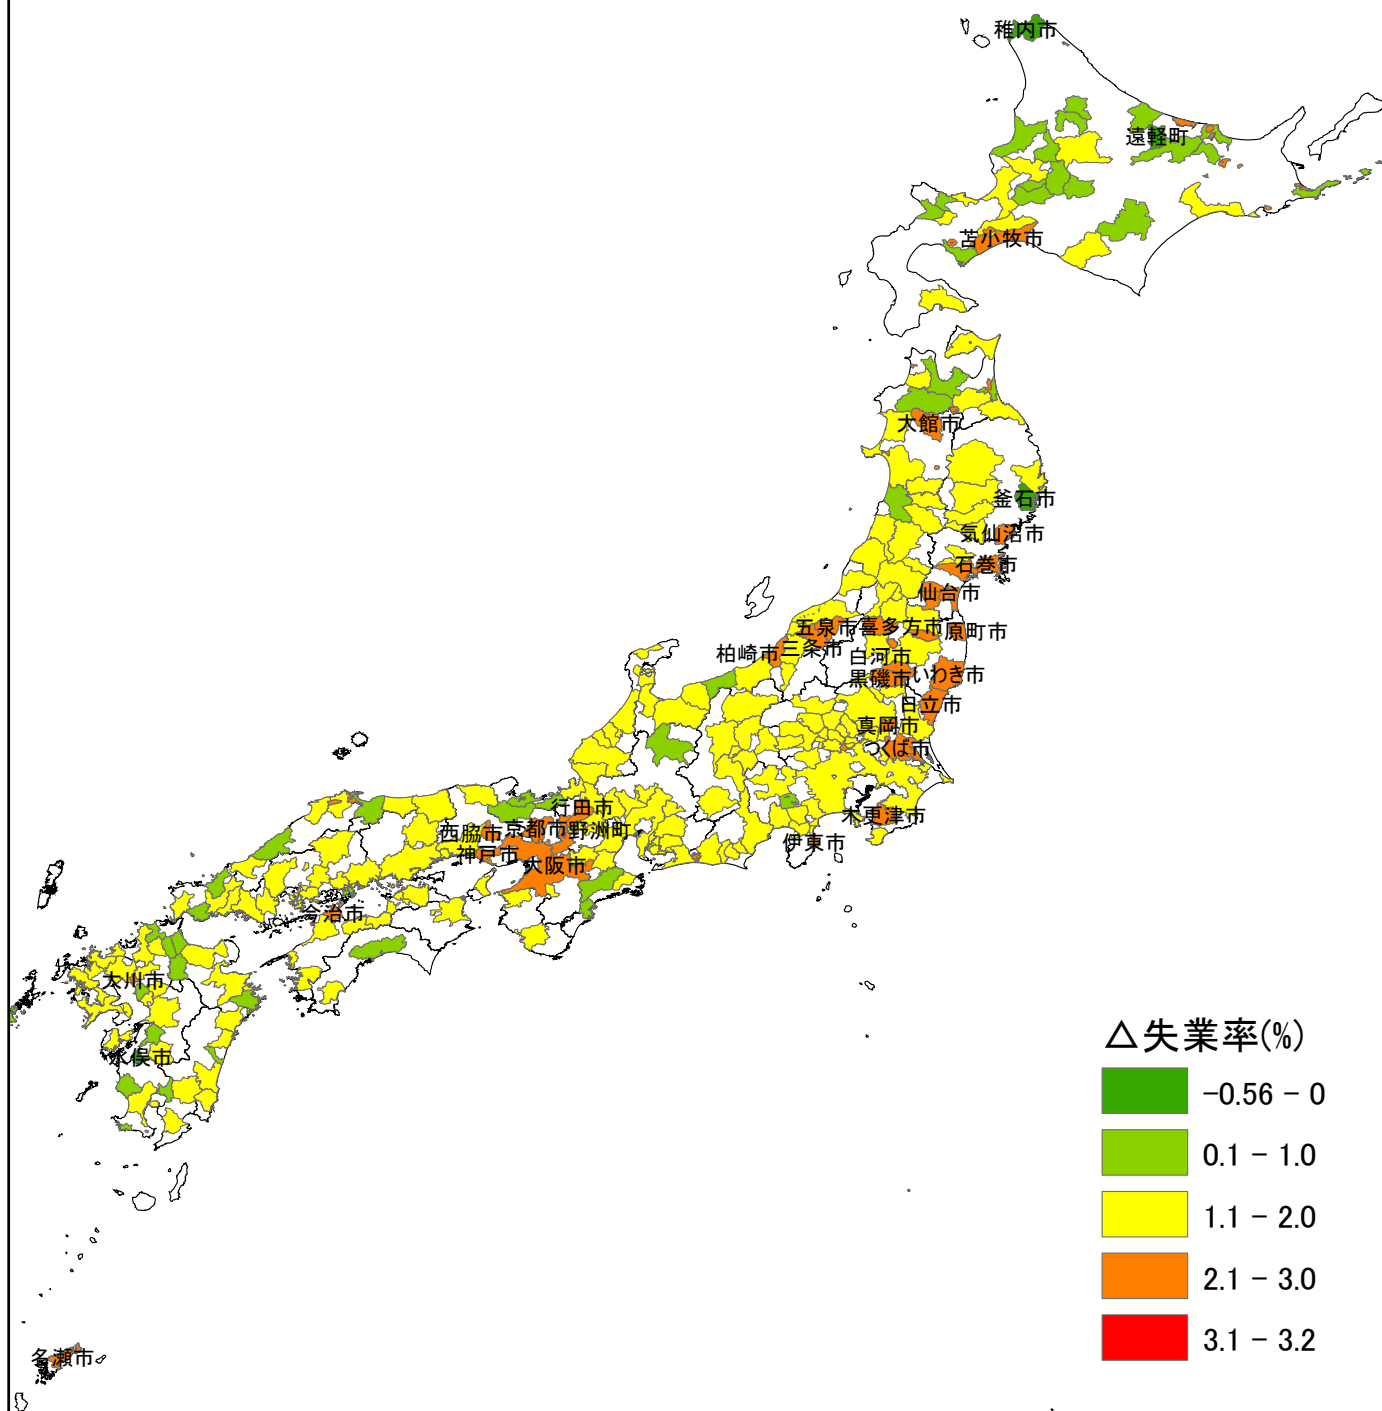 稚内市
遠軽町
苫小牧市
大館市
釜石市
気仙沼市
石巻市
仙台市
五泉市
喜多方市
原町市
柏崎市
三条市
白河市
黒磯市
いわき市
日立市
真岡市
つくば市
行田市
木更津市
西脇市
京都市
野洲町
伊東市
神戸市
大阪市
今治市
大川市
水俣市
名瀬市
△失業率(%)
-0.56 - 0
0.1 - 1.0
1.1 - 2.0
2.1 - 3.0
3.1 - 3.2